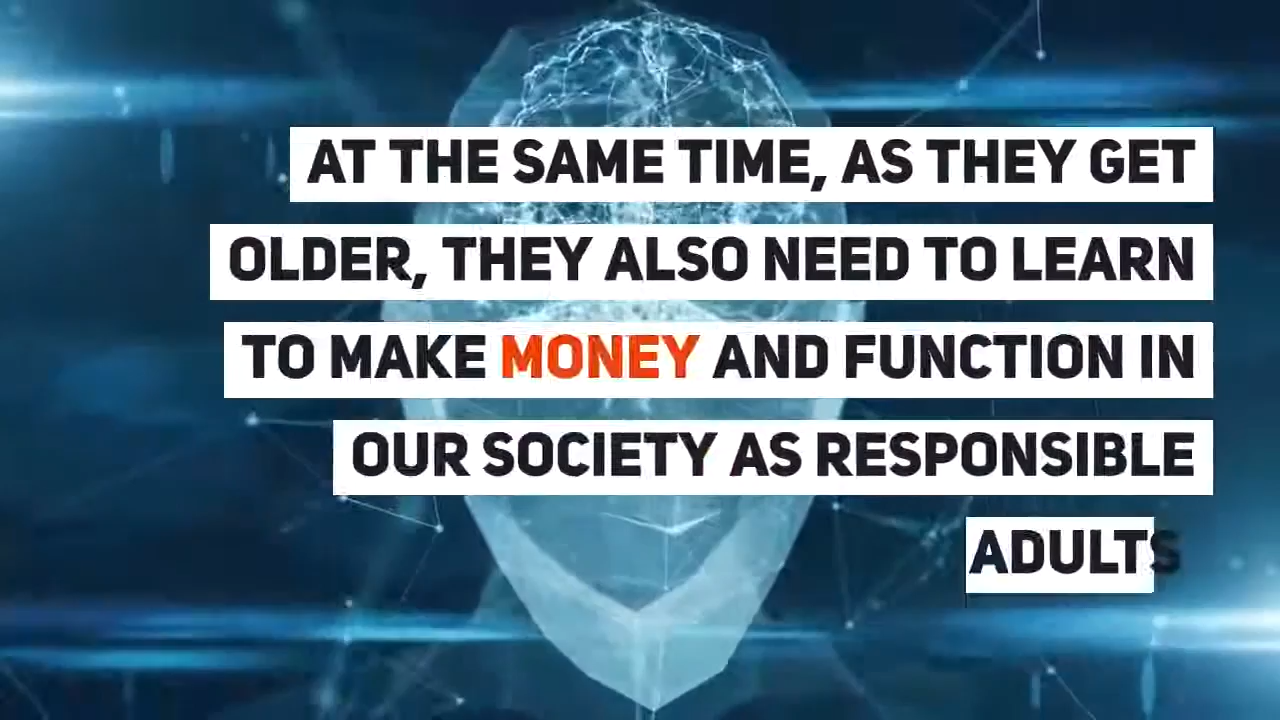 AT THE SAME TIME, AS THEY GET
OLDER, THEY ALSO NEED TO LEARN
TO MAKE MONEY AND FUNCTION IN
OUR SOCIETY AS RESPONSIBLE
ADULTS